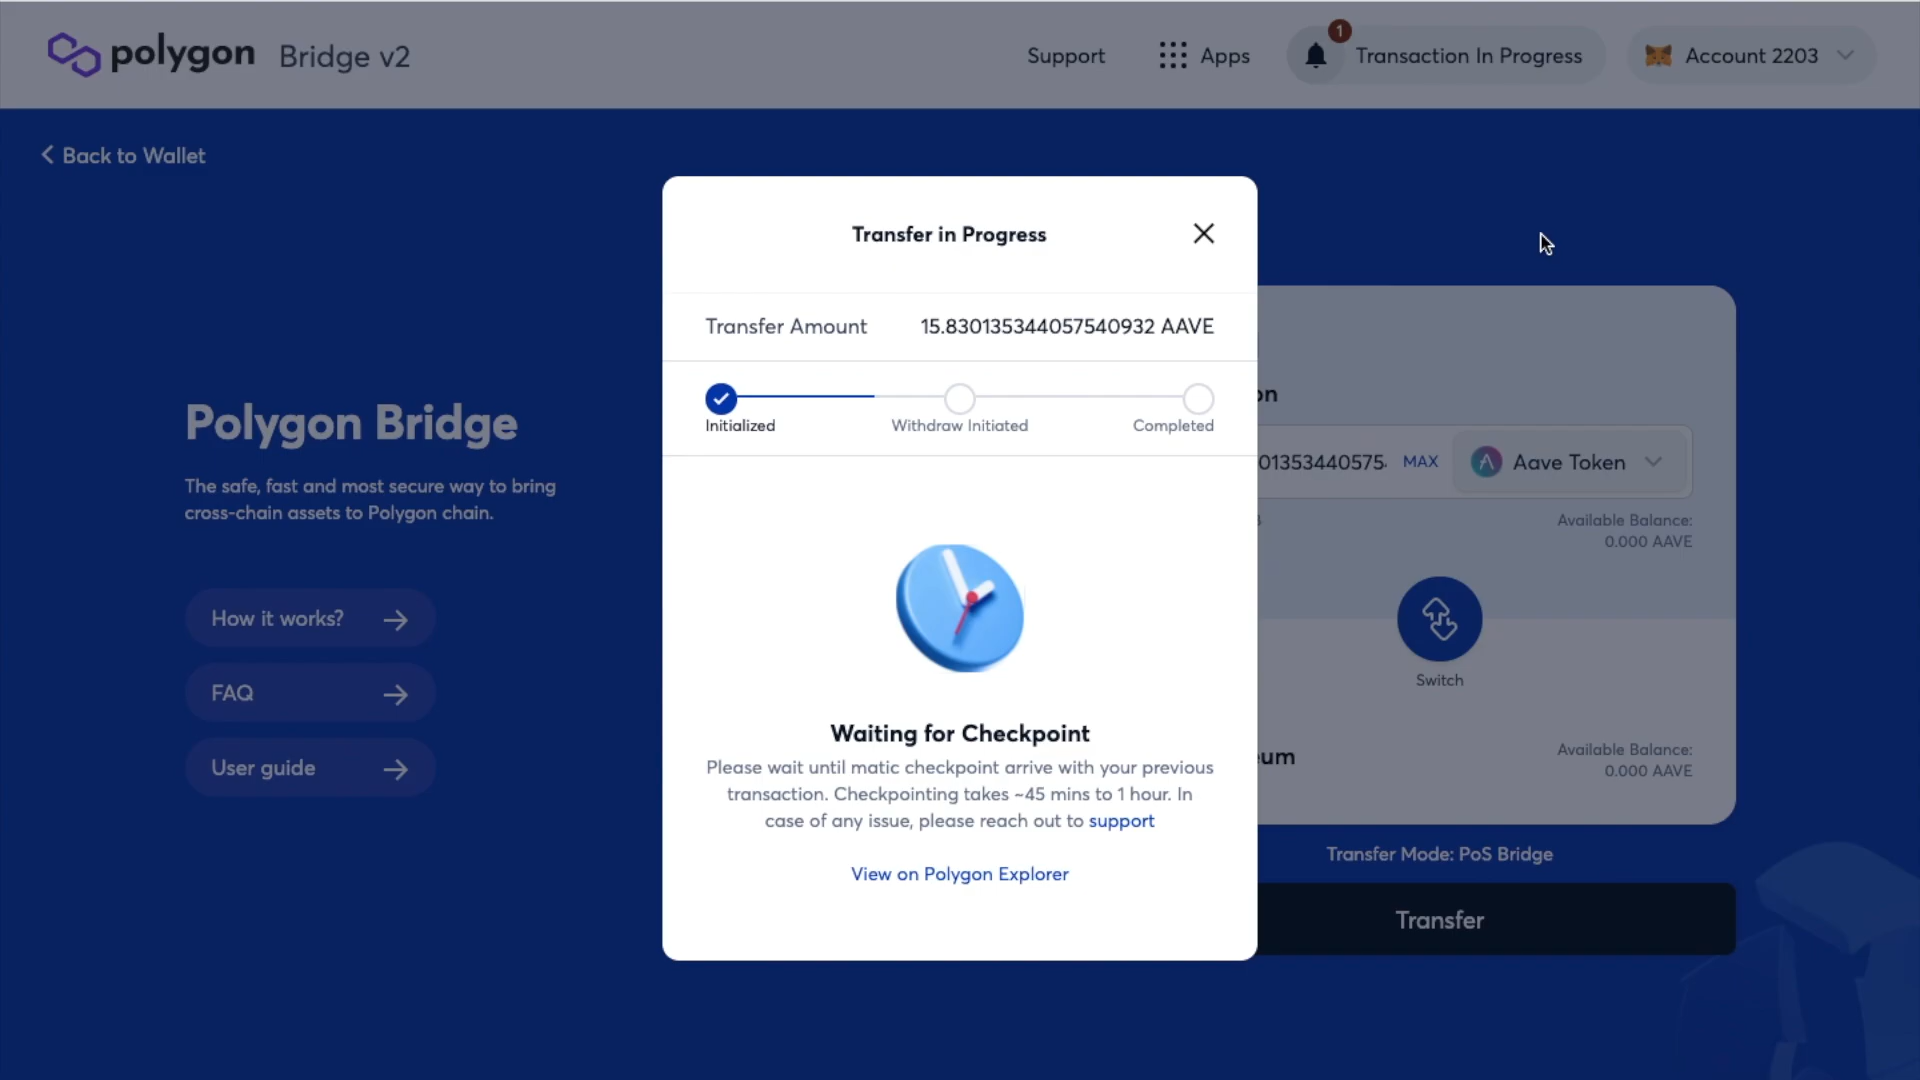 polygon Bridge v2
Support
Apps
1
Transaction In Progress
Account 2203
Back to Wallet
Polygon Bridge
The safe, fast and most secure way to bring
cross-chain assets to Polygon chain.
How it works?
FAQ
User guide
Transfer in Progress
Transfer Amount 15.830135344057540932 AAVE
Initialized
Withdraw Initiated
Completed
Waiting for Checkpoint
Please wait until matic checkpoint arrive with your previous
transaction. Checkpointing takes ~45 mins to 1 hour. In
case of any issue, please reach out to support
View on Polygon Explorer
on
01353440575 MAX Aave Token
Available Balance:
0.000 AAVE
Switch
um
Available Balance:
0.000 AAVE
Transfer Mode: PoS Bridge
Transfer